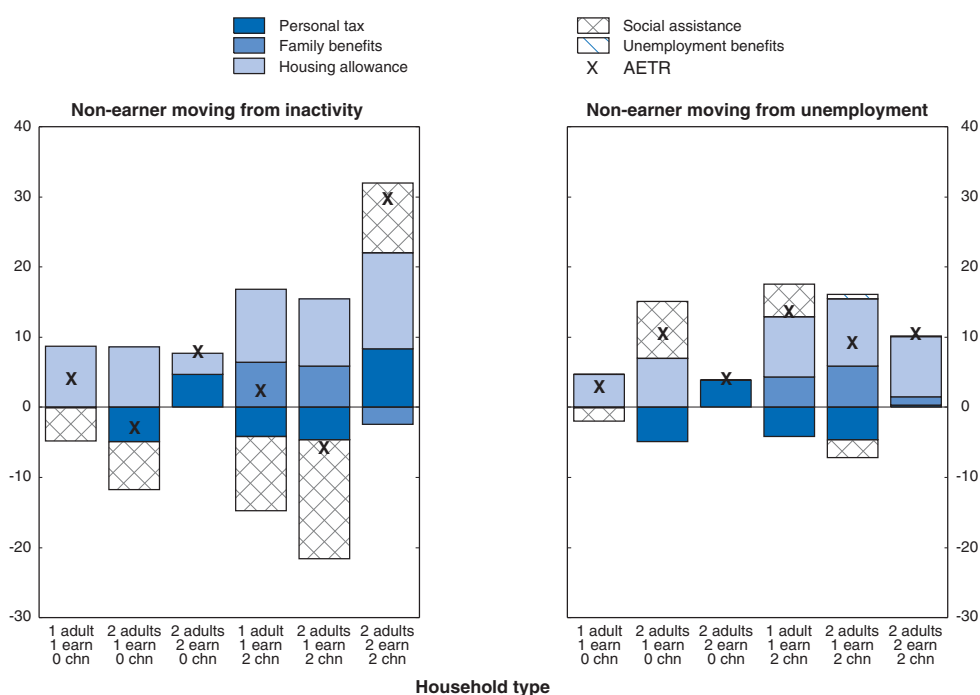 Personal tax
Family benefits
Housing allowance
Social assistance
Unemployment benefits
X AETR
Non-earner moving from inactivity
Non-earner moving from unemployment
40
30
20
10
0
-10
-20
-30
X
X
X
X
X
X
X
X
X
X
X
X
40
30
20
10
0
-10
-20
-30
1 adult 2 adults 2 adults 1 adult 2 adults 2 adults
1 earn 1 earn 2 earn 1 earn 1 earn 2 earn
0 chn 0 chn 0 chn 2 chn 2 chn 2 chn
1 adult 2 adults 2 adults 1 adult 2 adults 2 adults
1 earn 1 earn 2 earn 1 earn 1 earn 2 earn
0 chn 0 chn 0 chn 2 chn 2 chn 2 chn
Household type